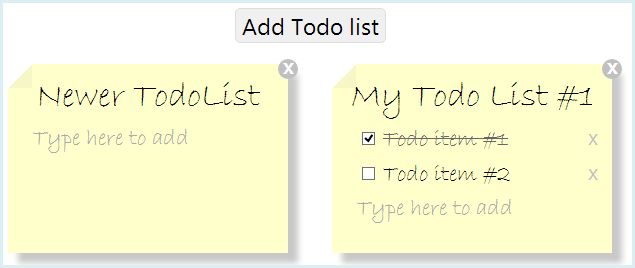 Add Todo list
x
Newer TodoList
Type here to add
x
My Todo List #1
Todo item #1 x
Todo item #2 x
Type here to add